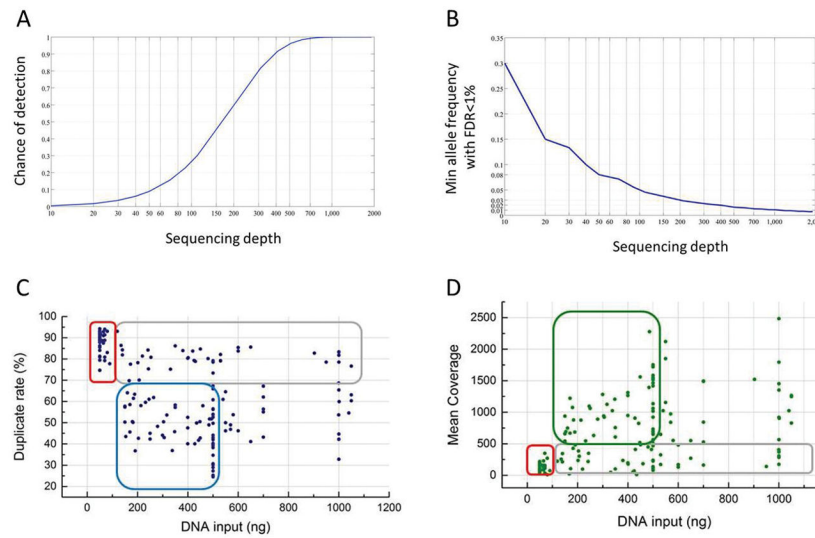 A
Chance of detection
1
0.9
0.8
0.7
0.6
0.5
0.4
0.3
0.2
0.1
0
10 20 30 40 50 60 80 100 150 200 300 400 500 700 1,000 2000
Sequencing depth
B
Min allele frequency
with FDR<1%
0.35
0.3
0.25
0.2
0.15
0.1
0.08
0.05
0.03
0.02
0.01
0
10 20 30 40 50 60 80 100 150 200 300 400 500 700 1,000 2,0
Sequencing depth
C
Duplicate rate (%)
100
90
80
70
60
50
40
30
20
0 200 400 600 800 1000 1200
DNA input (ng)
D
Mean Coverage
2500
2000
1500
1000
500
0
0 200 400 600 800 1000
DNA input (ng)